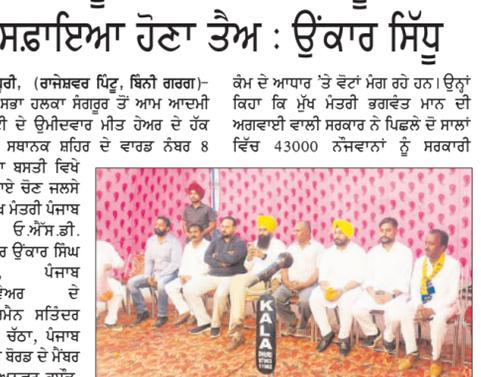 ਸਫ਼ਾਇਆ ਹੋਣਾ ਤੈਅ : ਉਂਕਾਰ ਸਿੱਧੂ
ਪੁਰੀ, (ਰਾਜੇਸ਼ਵਰ ਪਿੰਟੂ, ਬਿੰਨੀ ਗਰਗ)-
ਸਭਾ ਹਲਕਾ ਸੰਗਰੂਰ ਤੋਂ ਆਮ ਆਦਮੀ
ਦੇ ਉਮੀਦਵਾਰ ਮੀਤ ਹੇਅਰ ਦੇ ਹੱਕ
ਸਥਾਨਕ ਸ਼ਹਿਰ ਦੇ ਵਾਰਡ ਨੰਬਰ 8
ਬਸਤੀ ਵਿਖੇ
ਚੋਣ ਜਲਸੇ
ਮੰਤਰੀ ਪੰਜਾਬ
ਓ.ਐੱਸ.ਡੀ.
ਉਂਕਾਰ ਸਿੰਘ
ਪੰਜਾਬ
ਦੇ
ਸਤਿੰਦਰ
ਚੱਠਾ, ਪੰਜਾਬ
ਬੋਰਡ ਦੇ ਮੈਂਬਰ
ਕੰਮ ਦੇ ਆਧਾਰ 'ਤੇ ਵੋਟਾਂ ਮੰਗ ਰਹੇ ਹਨ। ਉਨ੍ਹਾਂ
ਕਿਹਾ ਕਿ ਮੁੱਖ ਮੰਤਰੀ ਭਗਵੰਤ ਮਾਨ ਦੀ
ਅਗਵਾਈ ਵਾਲੀ ਸਰਕਾਰ ਨੇ ਪਿਛਲੇ ਦੋ ਸਾਲਾਂ
ਵਿੱਚ 43000 ਨੌਜਵਾਨਾਂ ਨੂੰ ਸਰਕਾਰੀ
KALA